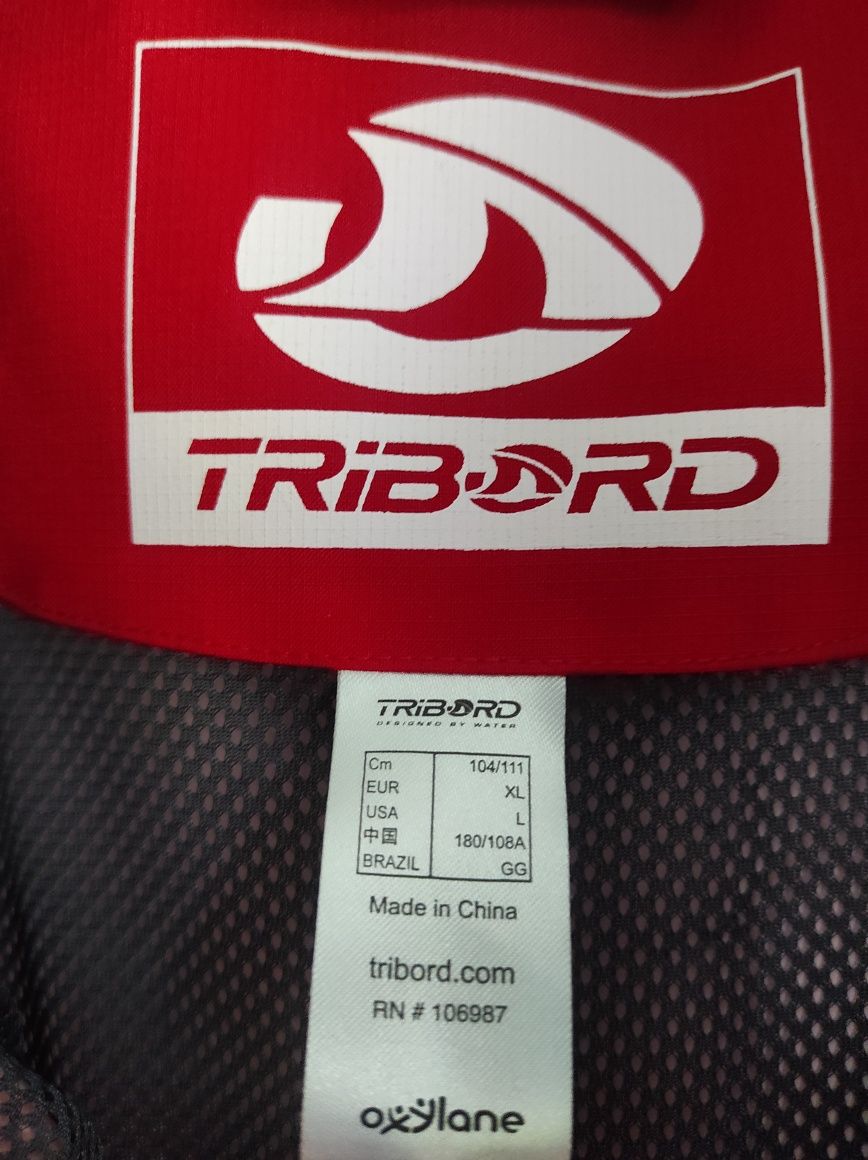 TRiBORD
TRiBORD
DESIGNED BY WATER
Cm 104/111
EUR XL
USA L
中国 180/108A
BRAZIL GG
Made in China
tribord.com
RN # 106987
oxylane